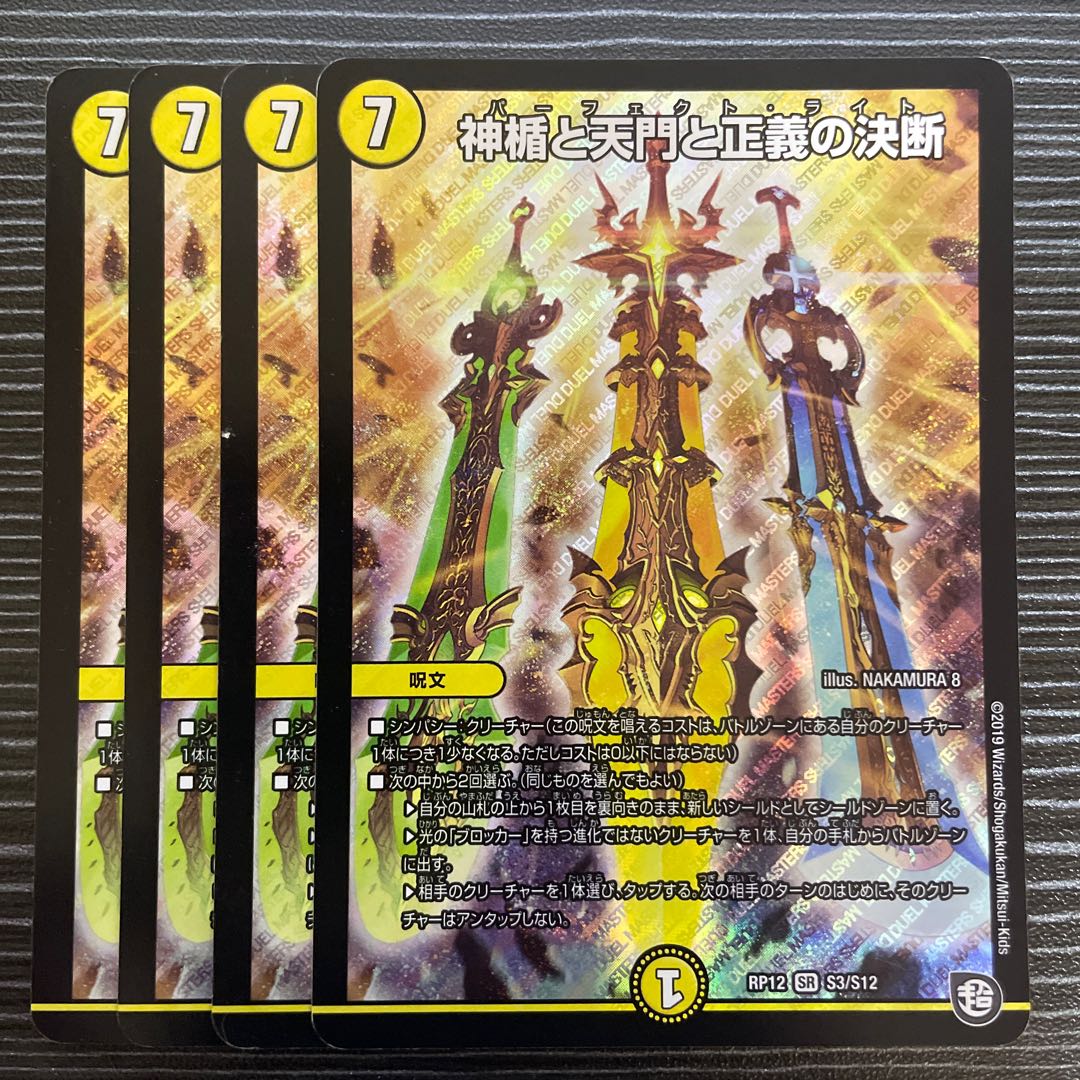 7
7
7
7
パーフェクト・ライト
神楯と天門と正義の決断
呪文
illus. NAKAMURA 8
■シンパシー:クリーチャー(この呪文を唱えるコストは、バトルゾーンにある自分のクリーチャー
1体につき1少なくなる。ただしコストは0以下にはならない)
■次の中から2回選ぶ。(同じものを選んでもよい)
▶自分の山札の上から1枚目を裏向きのまま、新しいシールドとしてシールドゾーンに置く。
▶光の「ブロッカー」を持つ進化ではないクリーチャーを1体、自分の手札からバトルゾーン
に出す。
▶相手のクリーチャーを1体選び、タップする。次の相手のターンのはじめに、そのクリー
チャーはアンタップしない。
©2019 Wizards/Shogakukan/Mitsui-Kids
1
RP12 SR S3/S12
超